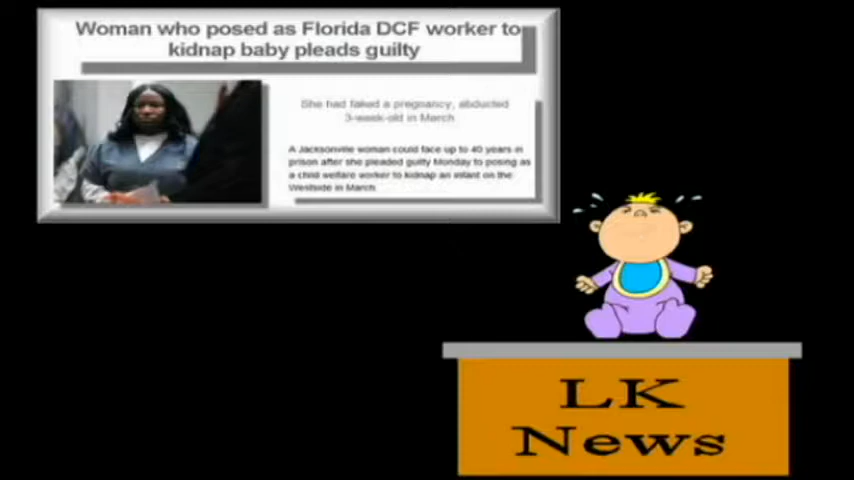 Woman who posed as Florida DCF worker to
kidnap baby pleads guilty
She had faked a pregnancy, abducted
3-week-old in March
A Jacksonville woman could face up to 40 years in
prison after she pleaded guilty Monday to posing as
a child welfare worker to kidnap an infant on the
Westside in March.
LK
News